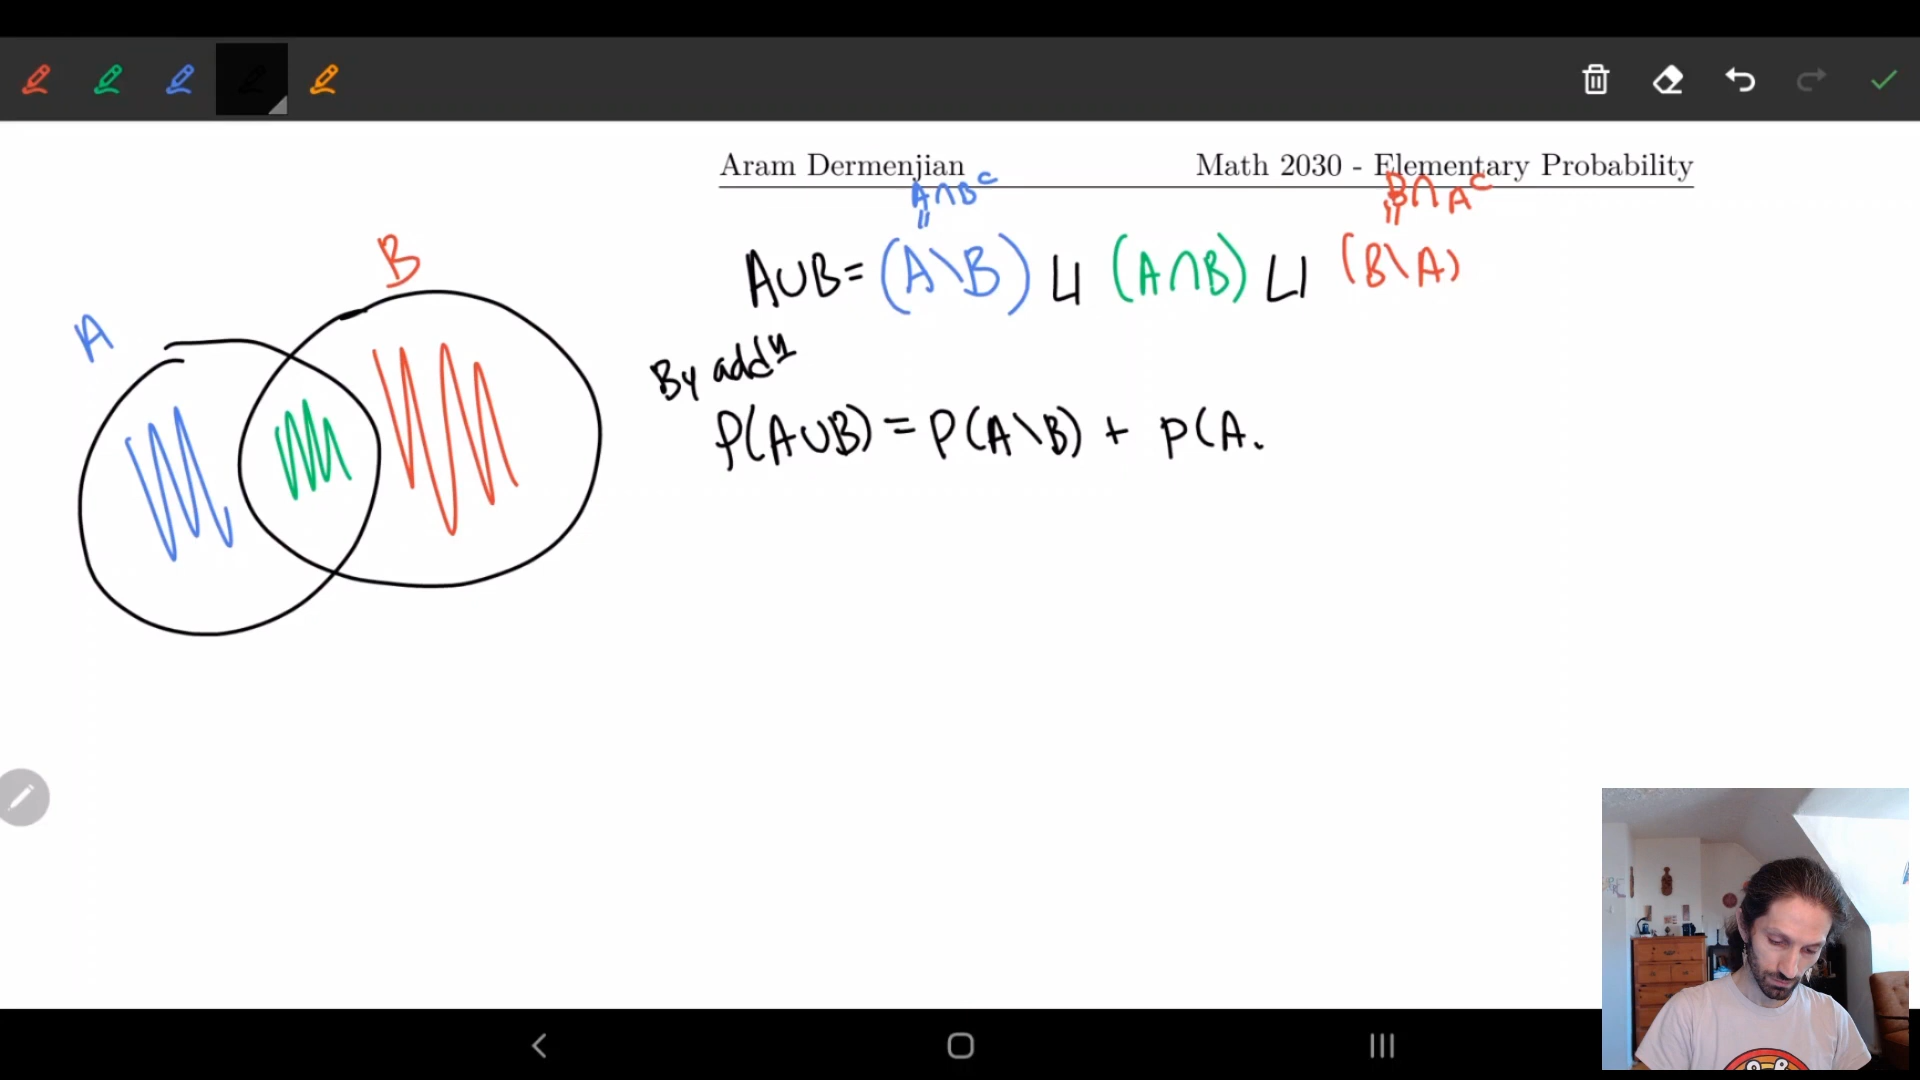 Aram Dermenjian Math 2030 - Elementary Probability
A∩B^c B∩A^c
= =
B
A∪B = (A\B) ⊔ (A∩B) ⊔ (B\A)
A
By add^y
P(A∪B) = P(A\B) + P(A.